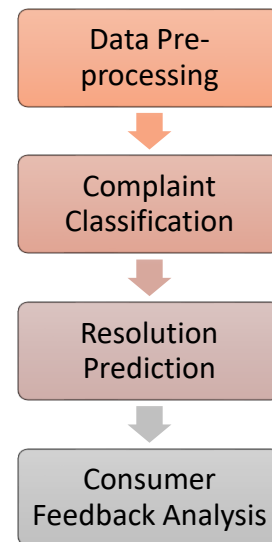 Data Pre-
processing
Complaint
Classification
Resolution
Prediction
Consumer
Feedback Analysis